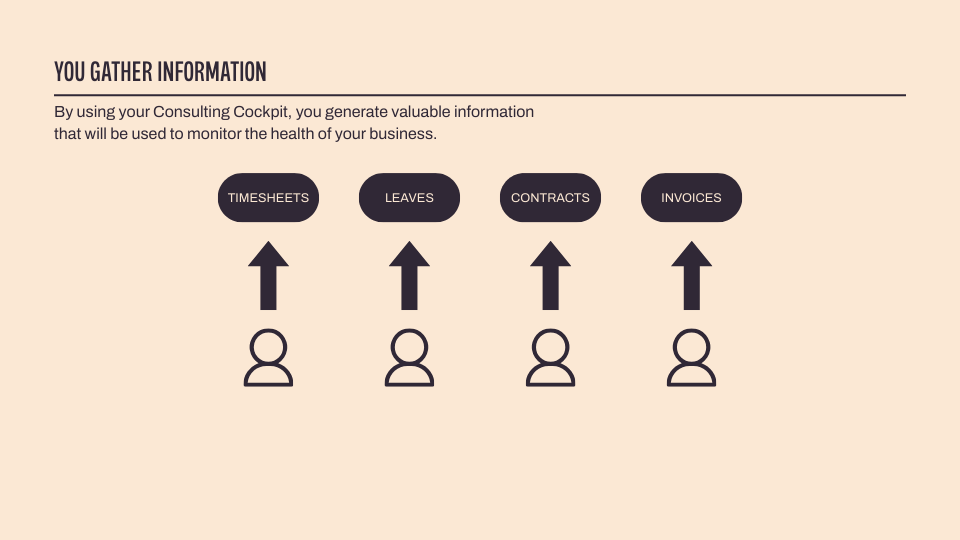 YOU GATHER INFORMATION
By using your Consulting Cockpit, you generate valuable information
that will be used to monitor the health of your business.
TIMESHEETS
LEAVES
CONTRACTS
INVOICES